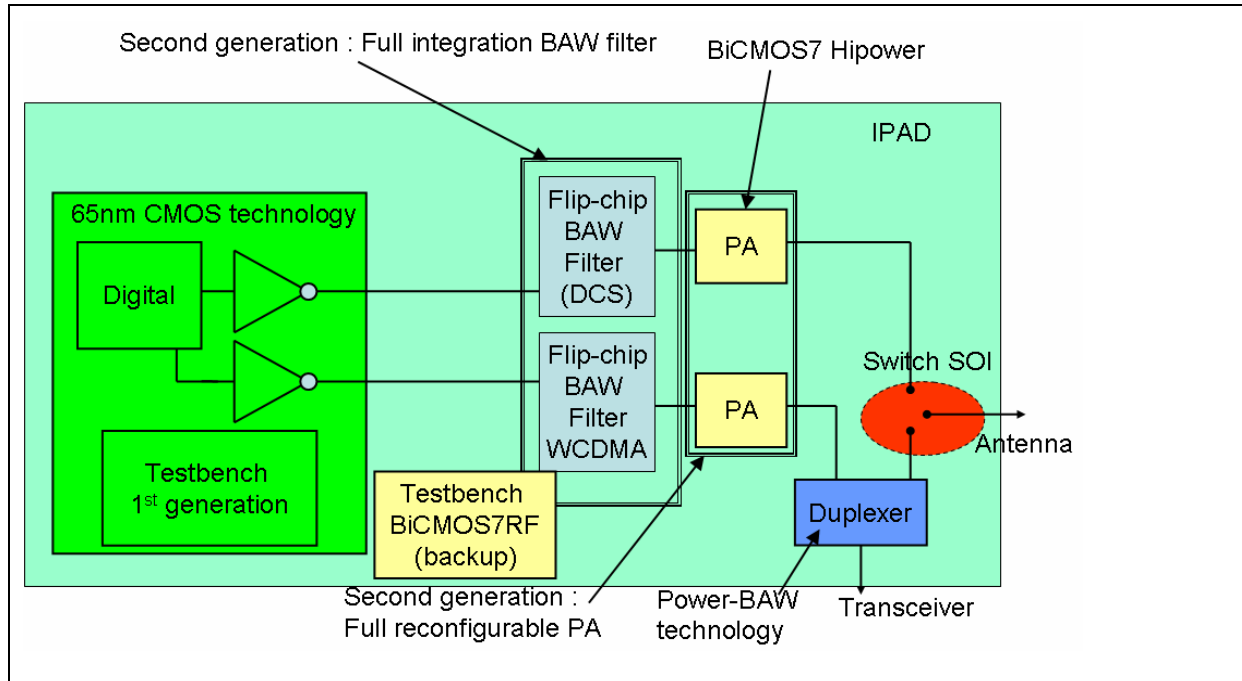 Second generation : Full integration BAW filter
BiCMOS7 Hipower
IPAD
65nm CMOS technology
Digital
Testbench
1st generation
Flip-chip
BAW
Filter
(DCS)
Flip-chip
BAW
Filter
WCDMA
PA
PA
Switch SOI
Antenna
Testbench
BiCMOS7RF
(backup)
Duplexer
Second generation :
Full reconfigurable PA
Power-BAW
technology
Transceiver